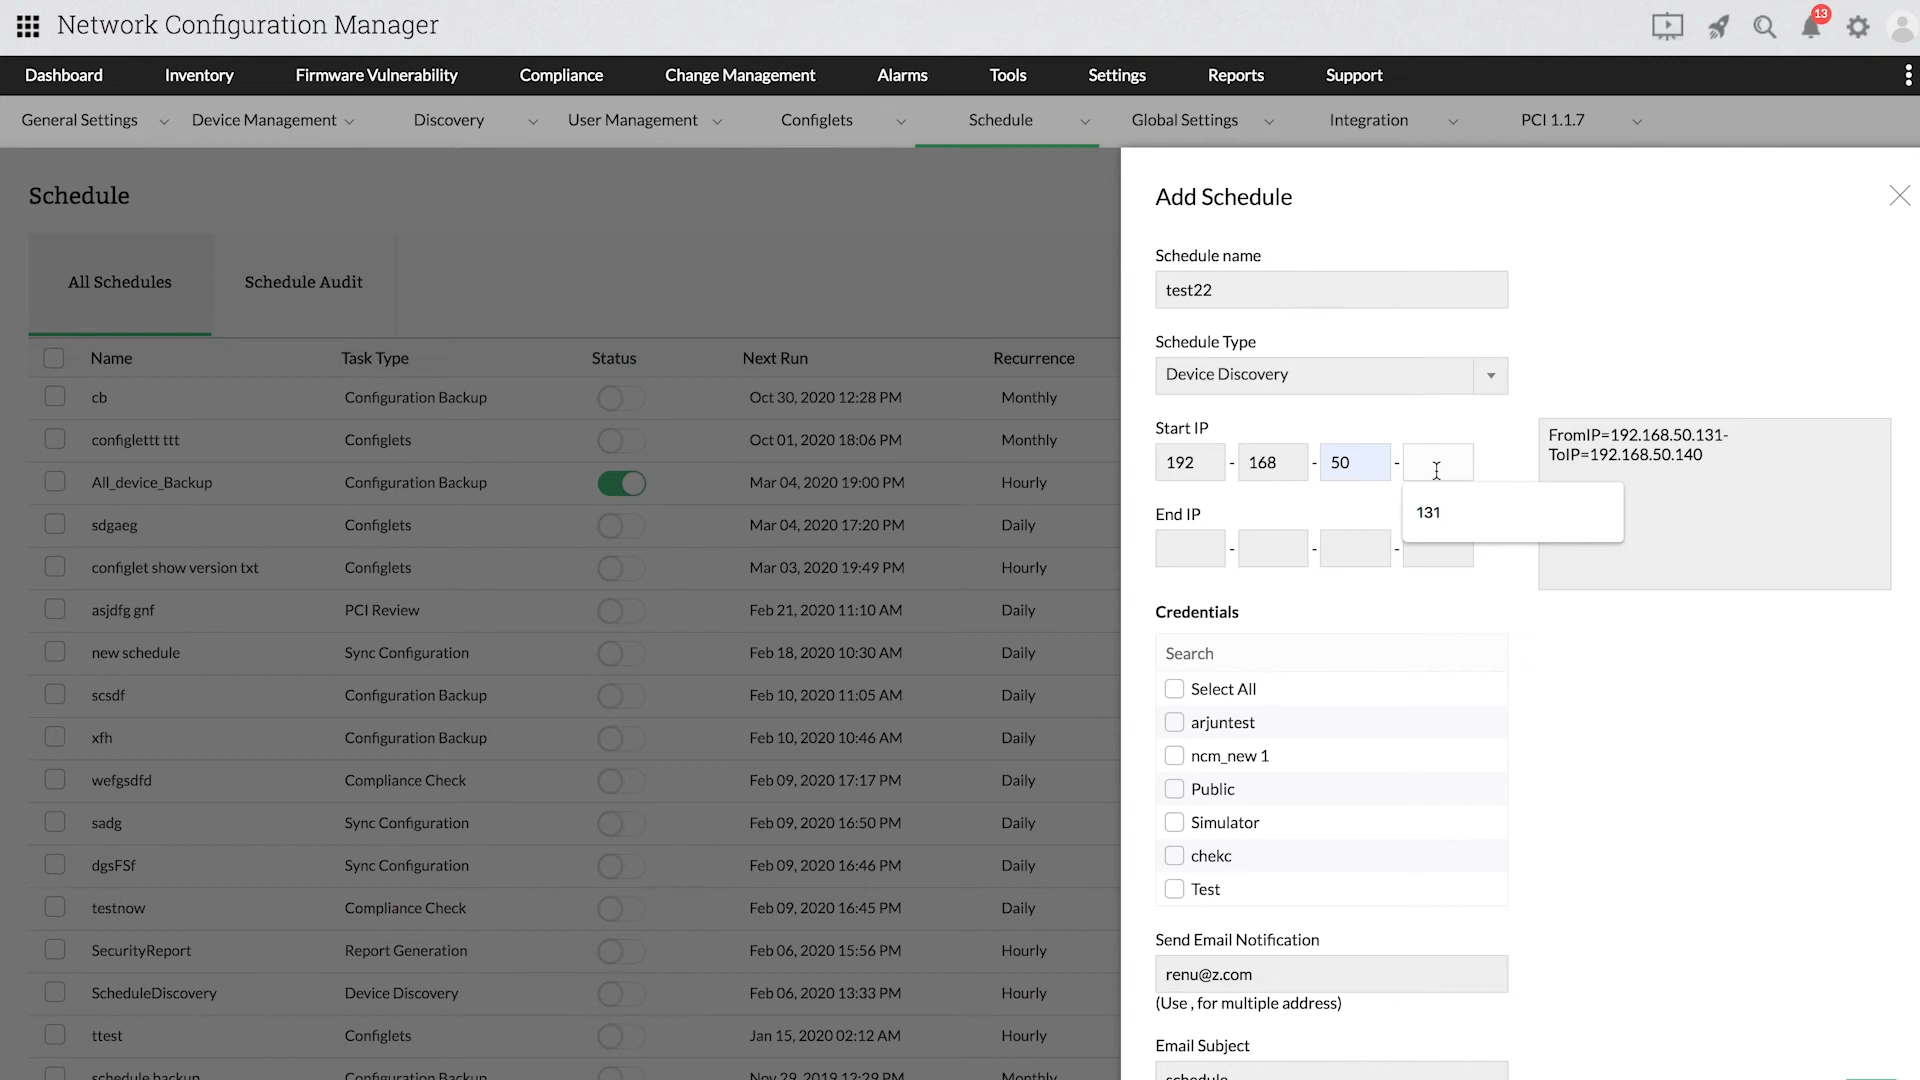 Network Configuration Manager
13
Dashboard Inventory Firmware Vulnerability Compliance Change Management Alarms Tools Settings Reports Support
General Settings Device Management Discovery User Management Configlets Schedule Global Settings Integration PCI 1.1.7
Schedule
All Schedules Schedule Audit
Name Task Type Status Next Run Recurrence
cb Configuration Backup Oct 30, 2020 12:28 PM Monthly
configlettt ttt Configlets Oct 01, 2020 18:06 PM Monthly
All_device_Backup Configuration Backup Mar 04, 2020 19:00 PM Hourly
sdgaeg Configlets Mar 04, 2020 17:20 PM Daily
configlet show version txt Configlets Mar 03, 2020 19:49 PM Hourly
asjdfg gnf PCI Review Feb 21, 2020 11:10 AM Daily
new schedule Sync Configuration Feb 18, 2020 10:30 AM Daily
scsdf Configuration Backup Feb 10, 2020 11:05 AM Daily
xfh Configuration Backup Feb 10, 2020 10:46 AM Daily
wefgsdfd Compliance Check Feb 09, 2020 17:17 PM Daily
sadg Sync Configuration Feb 09, 2020 16:50 PM Daily
dgsFSf Sync Configuration Feb 09, 2020 16:46 PM Daily
testnow Compliance Check Feb 09, 2020 16:45 PM Daily
SecurityReport Report Generation Feb 06, 2020 15:56 PM Hourly
ScheduleDiscovery Device Discovery Feb 06, 2020 13:33 PM Hourly
ttest Configlets Jan 15, 2020 02:12 AM Hourly
schedule backup Configuration Backup Nov 29, 2019 12:29 PM Monthly
Add Schedule
Schedule name
test22
Schedule Type
Device Discovery
Start IP
192 - 168 - 50 -
131
End IP
- - -
FromIP=192.168.50.131-
ToIP=192.168.50.140
Credentials
Search
Select All
arjuntest
ncm_new 1
Public
Simulator
chekc
Test
Send Email Notification
renu@z.com
(Use , for multiple address)
Email Subject
schedule